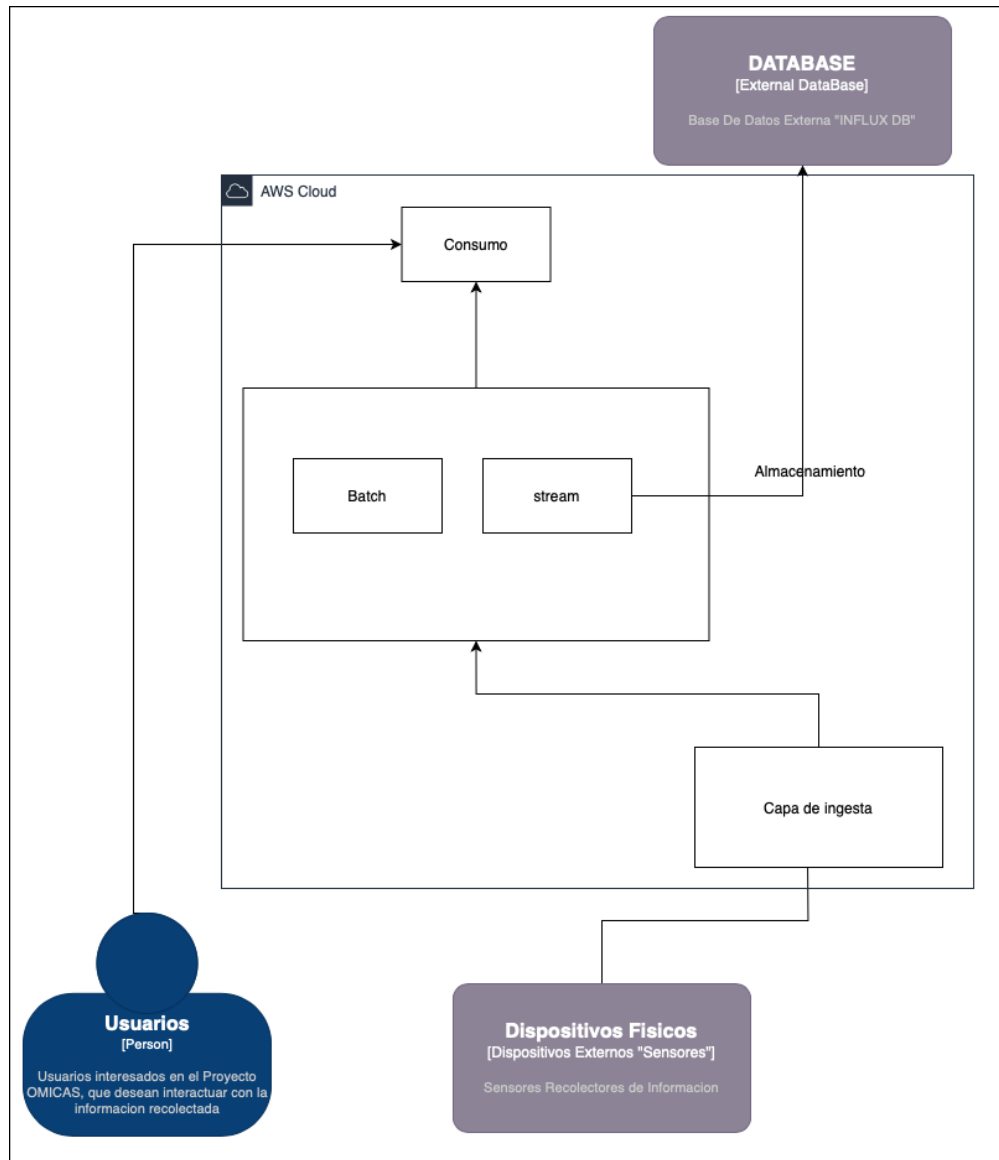 DATABASE
[External DataBase]
Base De Datos Externa "INFLUX DB"
AWS Cloud
Consumo
Batch
stream
Almacenamiento
Capa de ingesta
Usuarios
[Person]
Usuarios interesados en el Proyecto
OMICAS, que desean interactuar con la
informacion recolectada
Dispositivos Fisicos
[Dispositivos Externos "Sensores"]
Sensores Recolectores de Informacion